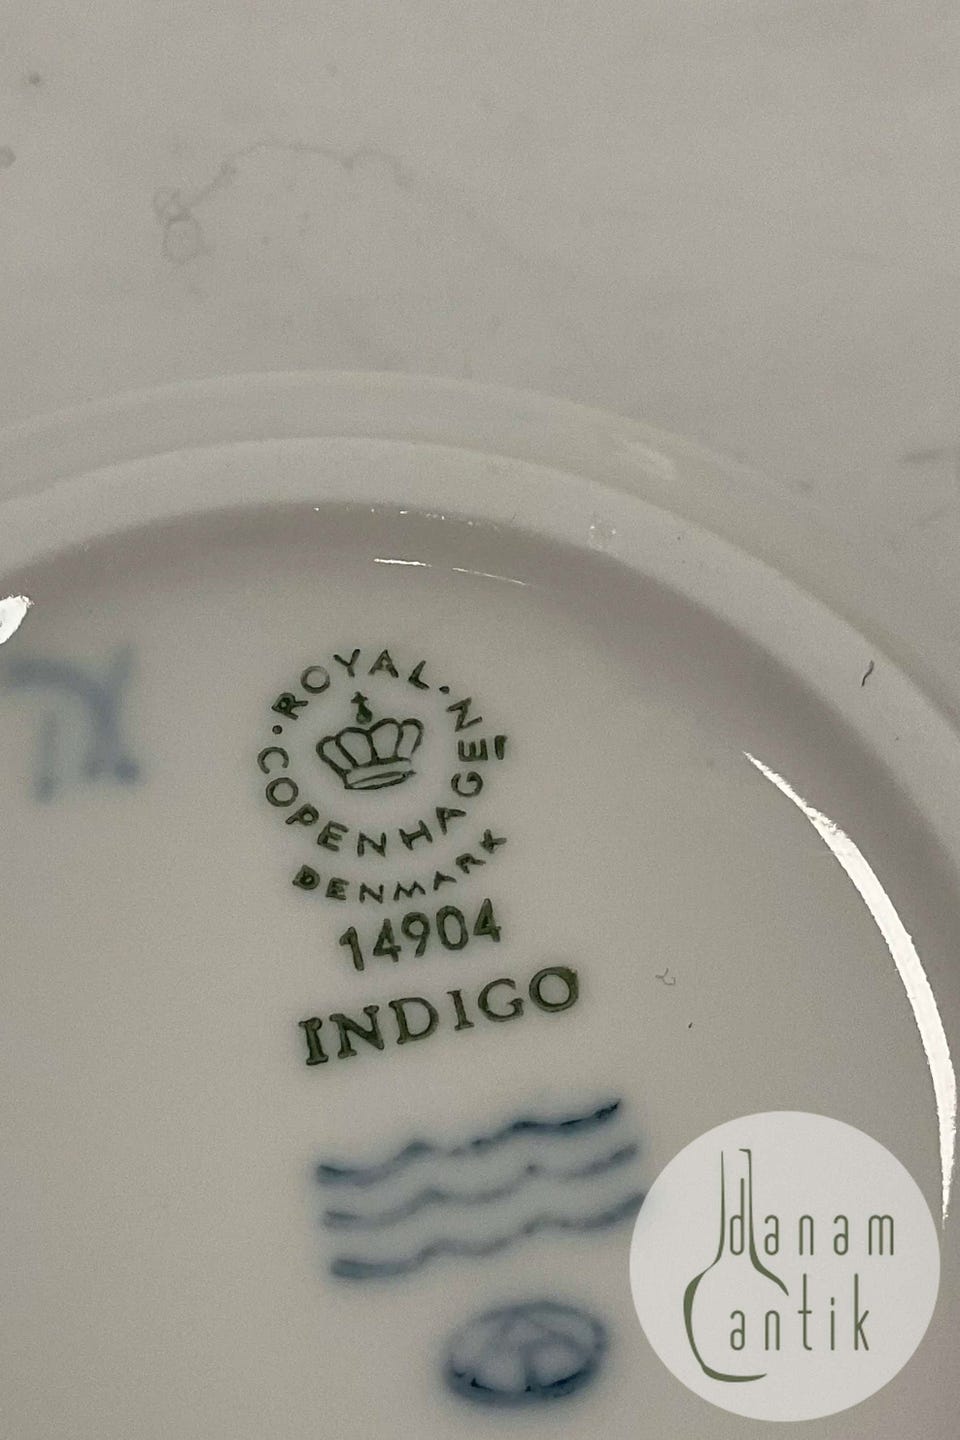 ROYAL
COPENHAGEN
DENMARK
14904
INDIGO
danam
antik